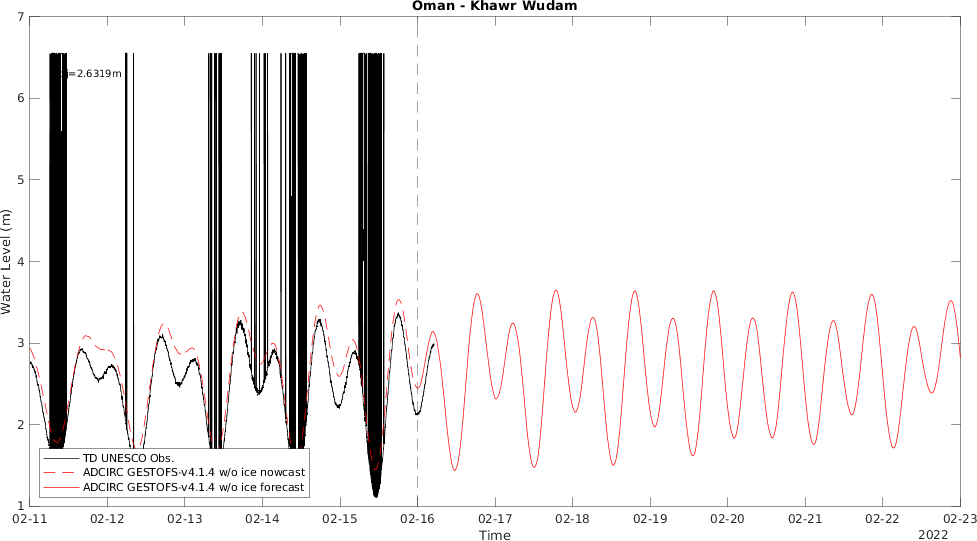 Oman - Khawr Wudam
7
6
5
4
3
2
1
Water Level (m)
=2.6319m
TD UNESCO Obs.
ADCIRC GESTOFS-v4.1.4 w/o ice nowcast
ADCIRC GESTOFS-v4.1.4 w/o ice forecast
02-11 02-12 02-13 02-14 02-15 02-16 02-17 02-18 02-19 02-20 02-21 02-22 02-23
Time
2022